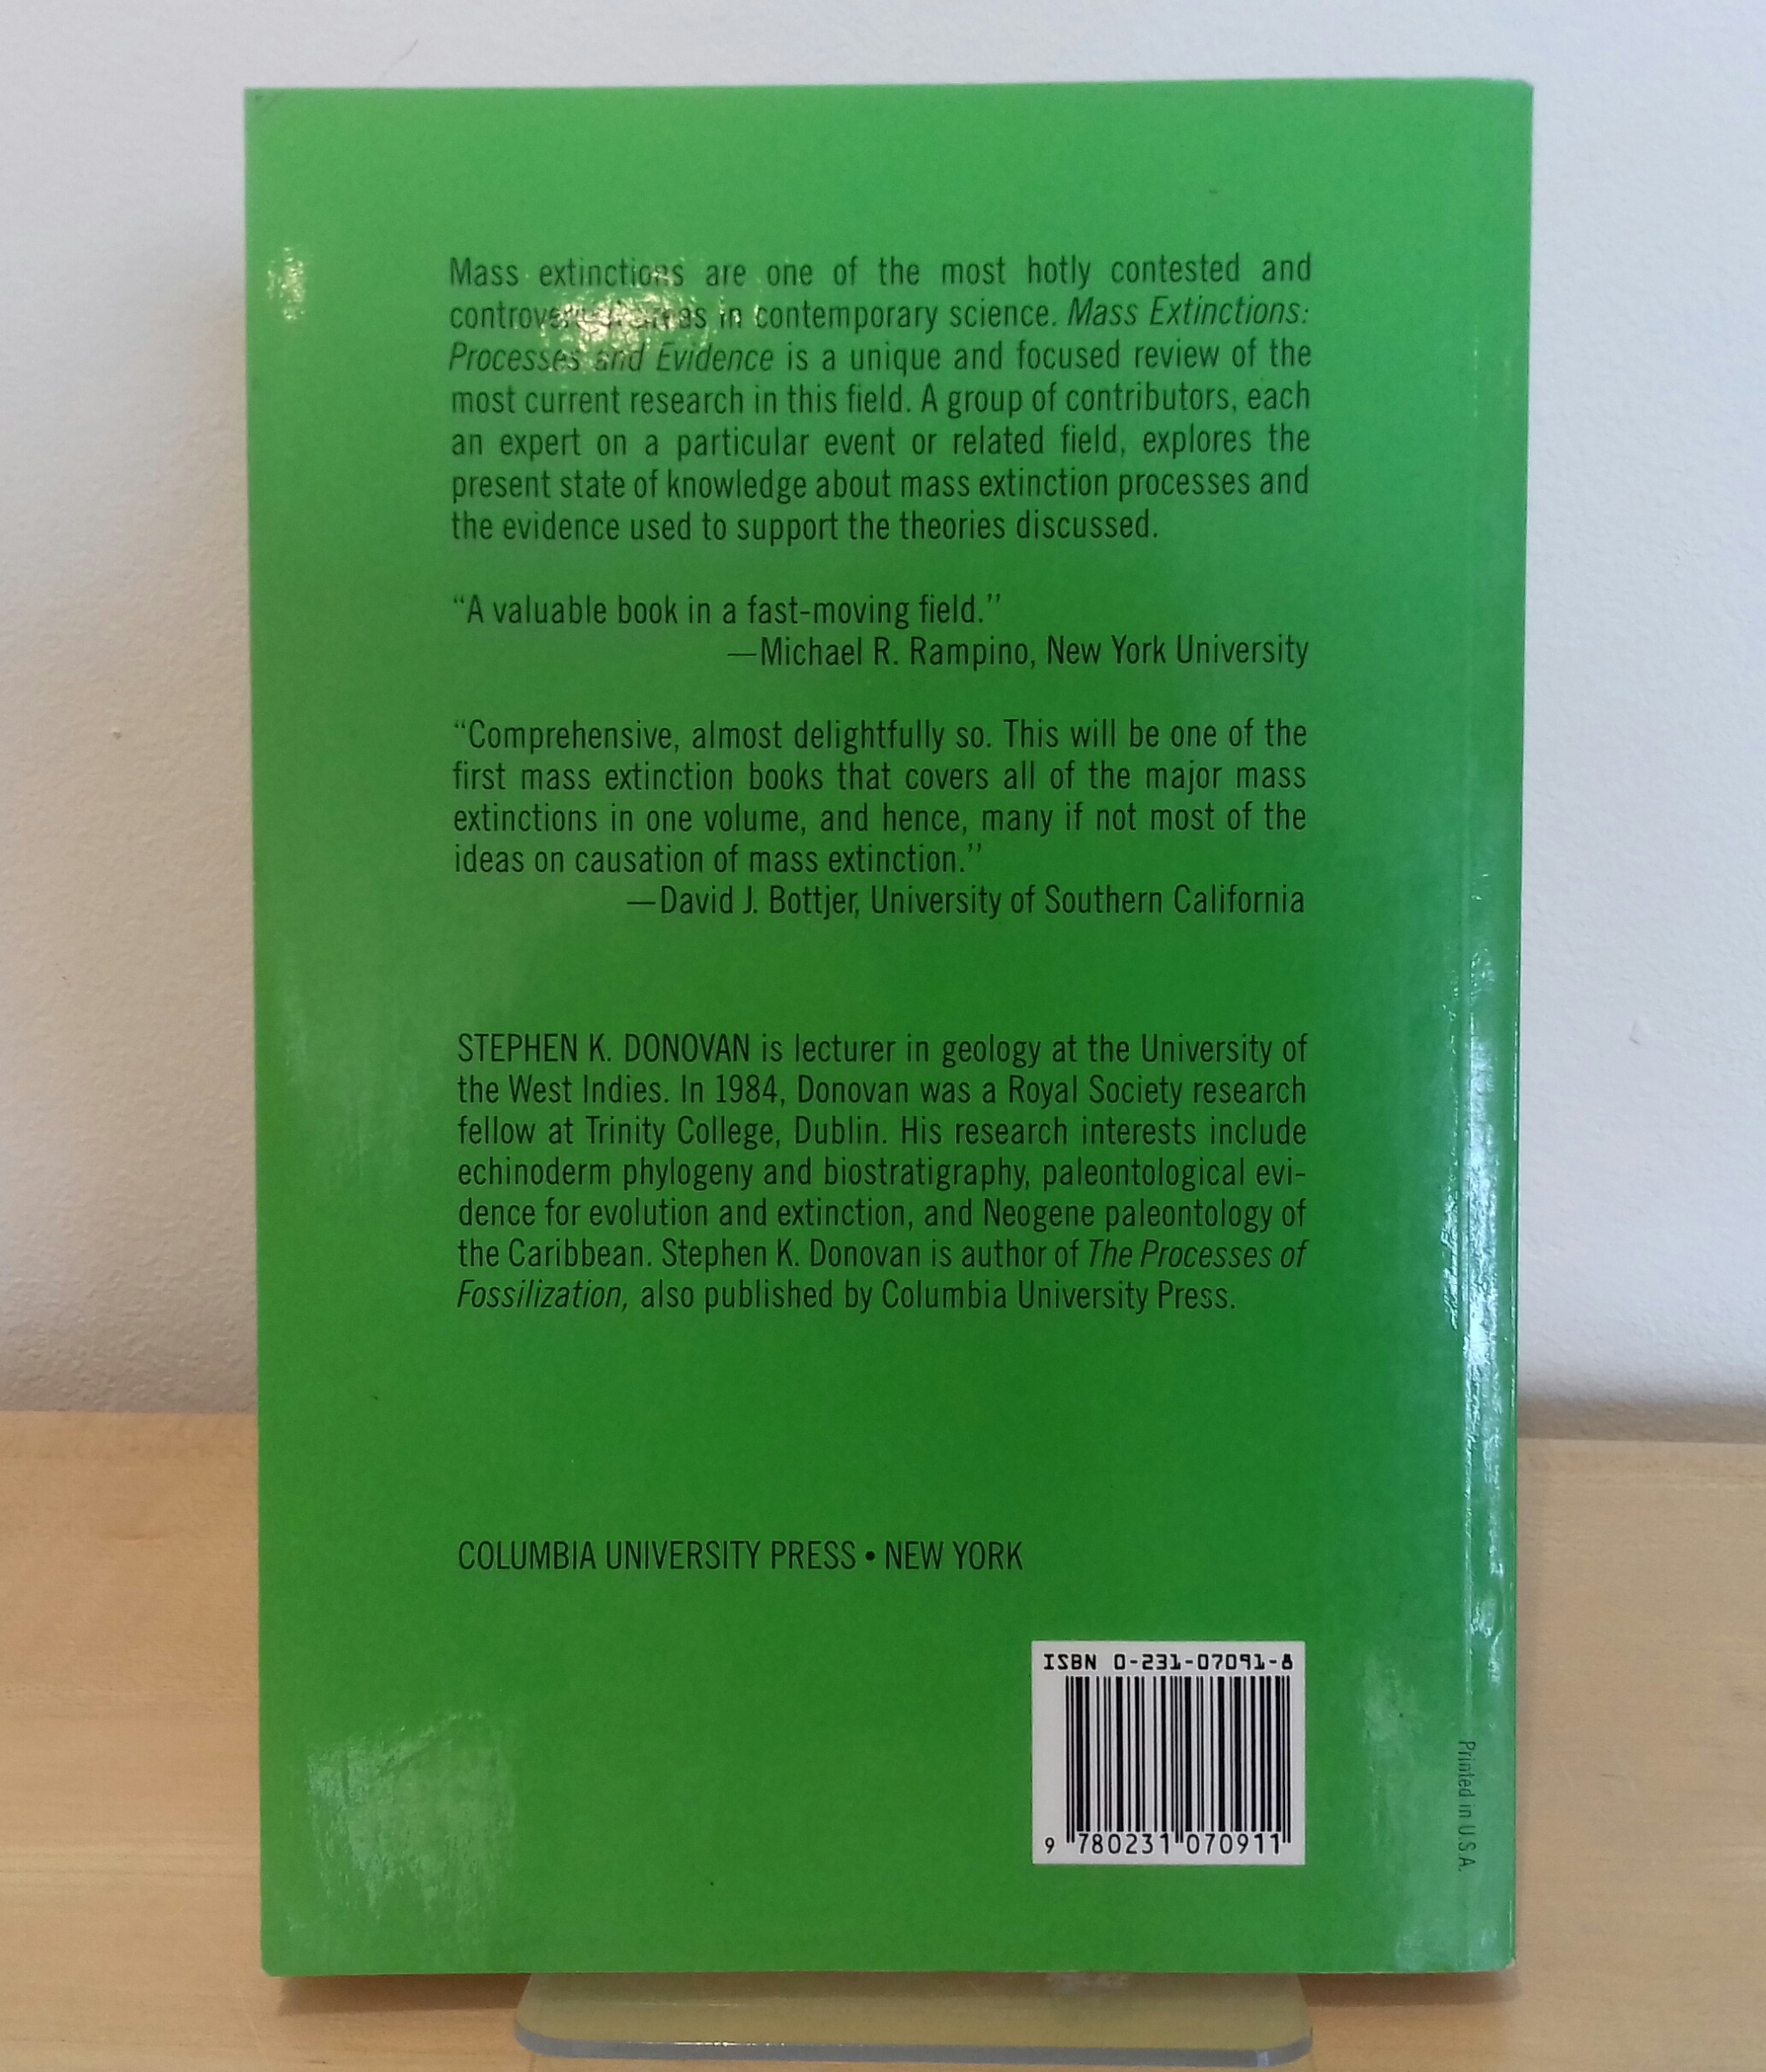 Mass extinctions are one of the most hotly contested and
in contemporary science. Mass Extinctions:
Processes and Evidence is a unique and focused review of the
most current research in this field. A group of contributors, each
an expert on a particular event or related field, explores the
present state of knowledge about mass extinction processes and
the evidence used to support the theories discussed.
“A valuable book in a fast-moving field.”
—Michael R. Rampino, New York University
“Comprehensive, almost delightfully so. This will be one of the
first mass extinction books that covers all of the major mass
extinctions in one volume, and hence, many if not most of the
ideas on causation of mass extinction.”
—David J. Bottjer, University of Southern California
STEPHEN K. DONOVAN is lecturer in geology at the University of
the West Indies. In 1984, Donovan was a Royal Society research
fellow at Trinity College, Dublin. His research interests include
echinoderm phylogeny and biostratigraphy, paleontological evi-
dence for evolution and extinction, and Neogene paleontology of
the Caribbean. Stephen K. Donovan is author of The Processes of
Fossilization, also published by Columbia University Press.
COLUMBIA UNIVERSITY PRESS • NEW YORK
ISBN 0-231-07091-8
9 780231 070911
Printed in U.S.A.